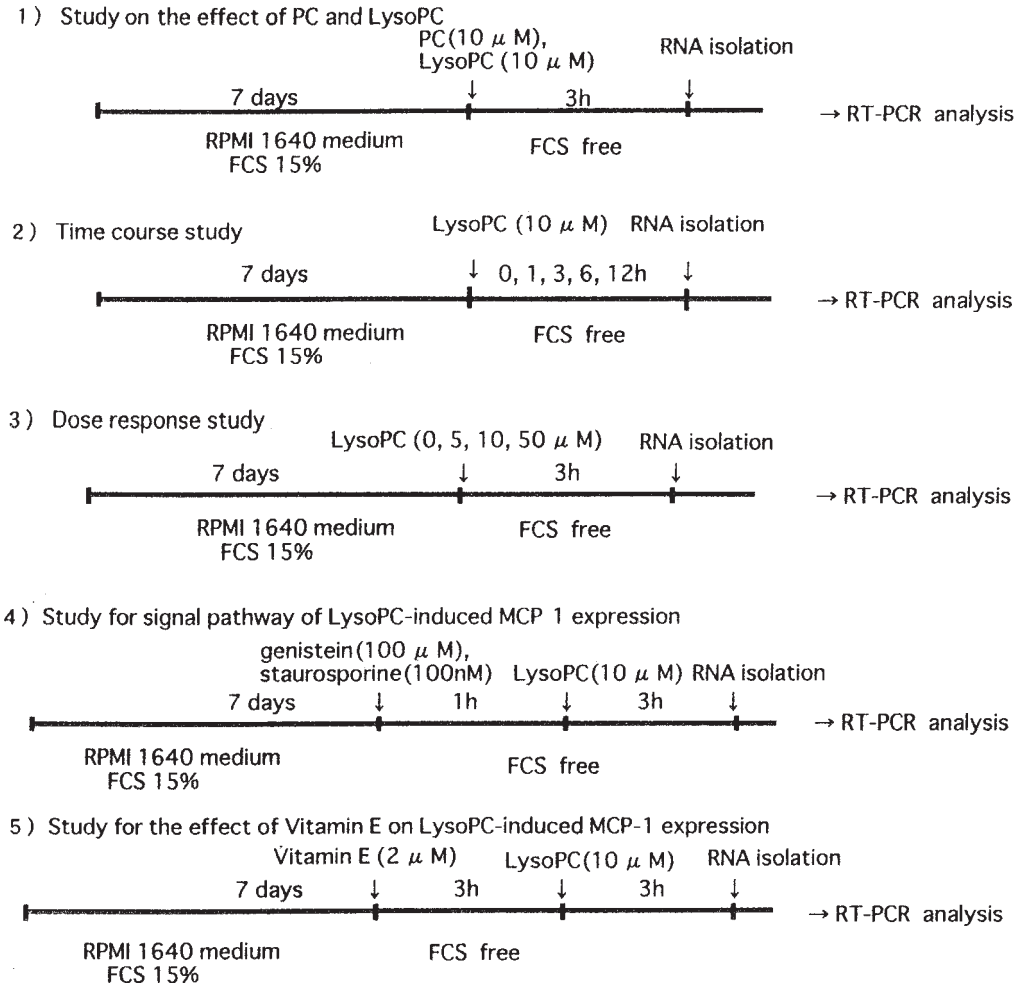 1) Study on the effect of PC and LysoPC
PC(10 μ M),
LysoPC (10 μ M)
RNA isolation
↓ ↓
7 days 3h
→ RT-PCR analysis
RPMI 1640 medium
FCS 15%
FCS free
2) Time course study
LysoPC (10 μ M) RNA isolation
7 days ↓ 0, 1, 3, 6, 12h ↓
→ RT-PCR analysis
RPMI 1640 medium
FCS 15%
FCS free
3) Dose response study
LysoPC (0, 5, 10, 50 μ M) RNA isolation
7 days ↓ 3h ↓
→ RT-PCR analysis
RPMI 1640 medium
FCS 15%
FCS free
4) Study for signal pathway of LysoPC-induced MCP 1 expression
genistein(100 μ M),
staurosporine(100nM) LysoPC(10 μ M) RNA isolation
7 days ↓ 1h ↓ 3h ↓
→ RT-PCR analysis
RPMI 1640 medium
FCS 15%
FCS free
5) Study for the effect of Vitamin E on LysoPC-induced MCP-1 expression
Vitamin E (2 μ M) LysoPC(10 μ M) RNA isolation
7 days ↓ 3h ↓ 3h ↓
→ RT-PCR analysis
RPMI 1640 medium
FCS 15%
FCS free